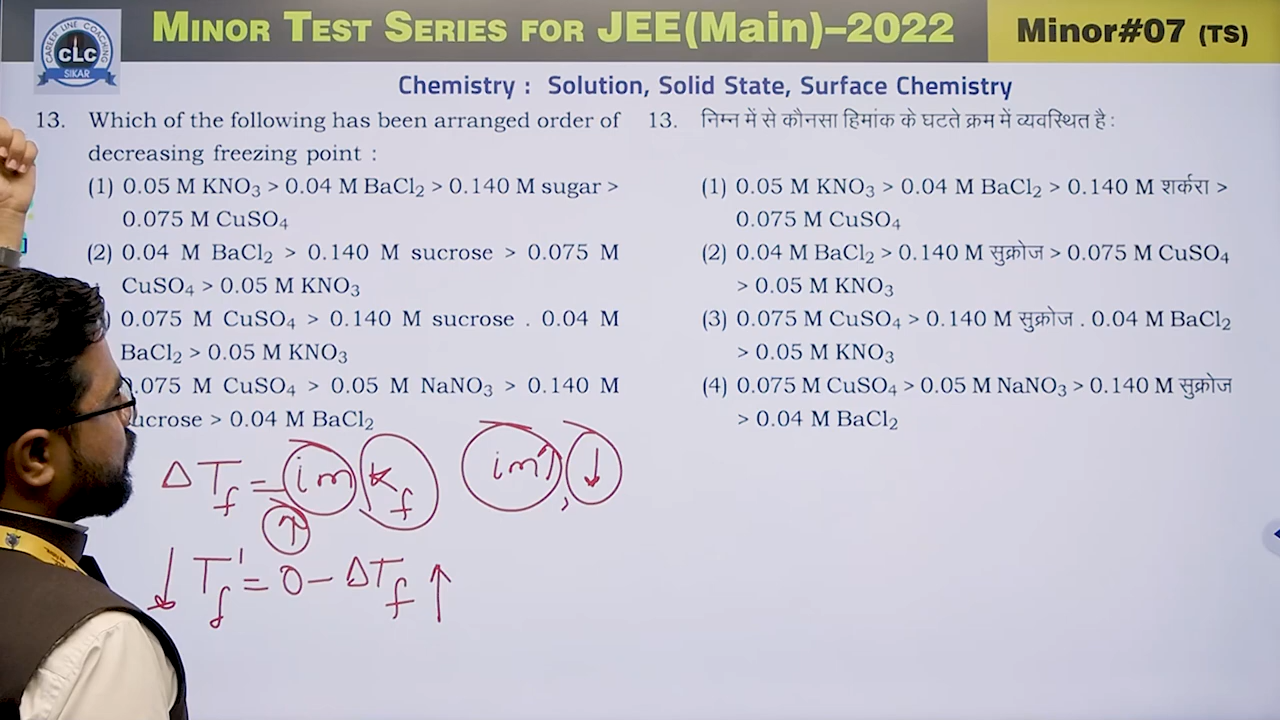 MINOR TEST SERIES FOR JEE(MAIN)–2022
Minor#07 (TS)
CAREER LINE COACHING
CLC
SIKAR
Chemistry : Solution, Solid State, Surface Chemistry
13. Which of the following has been arranged order of
decreasing freezing point :
(1) 0.05 M KNO₃ > 0.04 M BaCl₂ > 0.140 M sugar >
0.075 M CuSO₄
(2) 0.04 M BaCl₂ > 0.140 M sucrose > 0.075 M
CuSO₄ > 0.05 M KNO₃
) 0.075 M CuSO₄ > 0.140 M sucrose . 0.04 M
BaCl₂ > 0.05 M KNO₃
.075 M CuSO₄ > 0.05 M NaNO₃ > 0.140 M
ucrose > 0.04 M BaCl₂
13. निम्न में से कौनसा हिमांक के घटते क्रम में व्यवस्थित है :
(1) 0.05 M KNO₃ > 0.04 M BaCl₂ > 0.140 M शर्करा >
0.075 M CuSO₄
(2) 0.04 M BaCl₂ > 0.140 M सुक्रोज > 0.075 M CuSO₄
> 0.05 M KNO₃
(3) 0.075 M CuSO₄ > 0.140 M सुक्रोज . 0.04 M BaCl₂
> 0.05 M KNO₃
(4) 0.075 M CuSO₄ > 0.05 M NaNO₃ > 0.140 M सुक्रोज
> 0.04 M BaCl₂
ΔT_f = im k_f im↑, ↓
↑
↓ T_f' = 0 – ΔT_f ↑